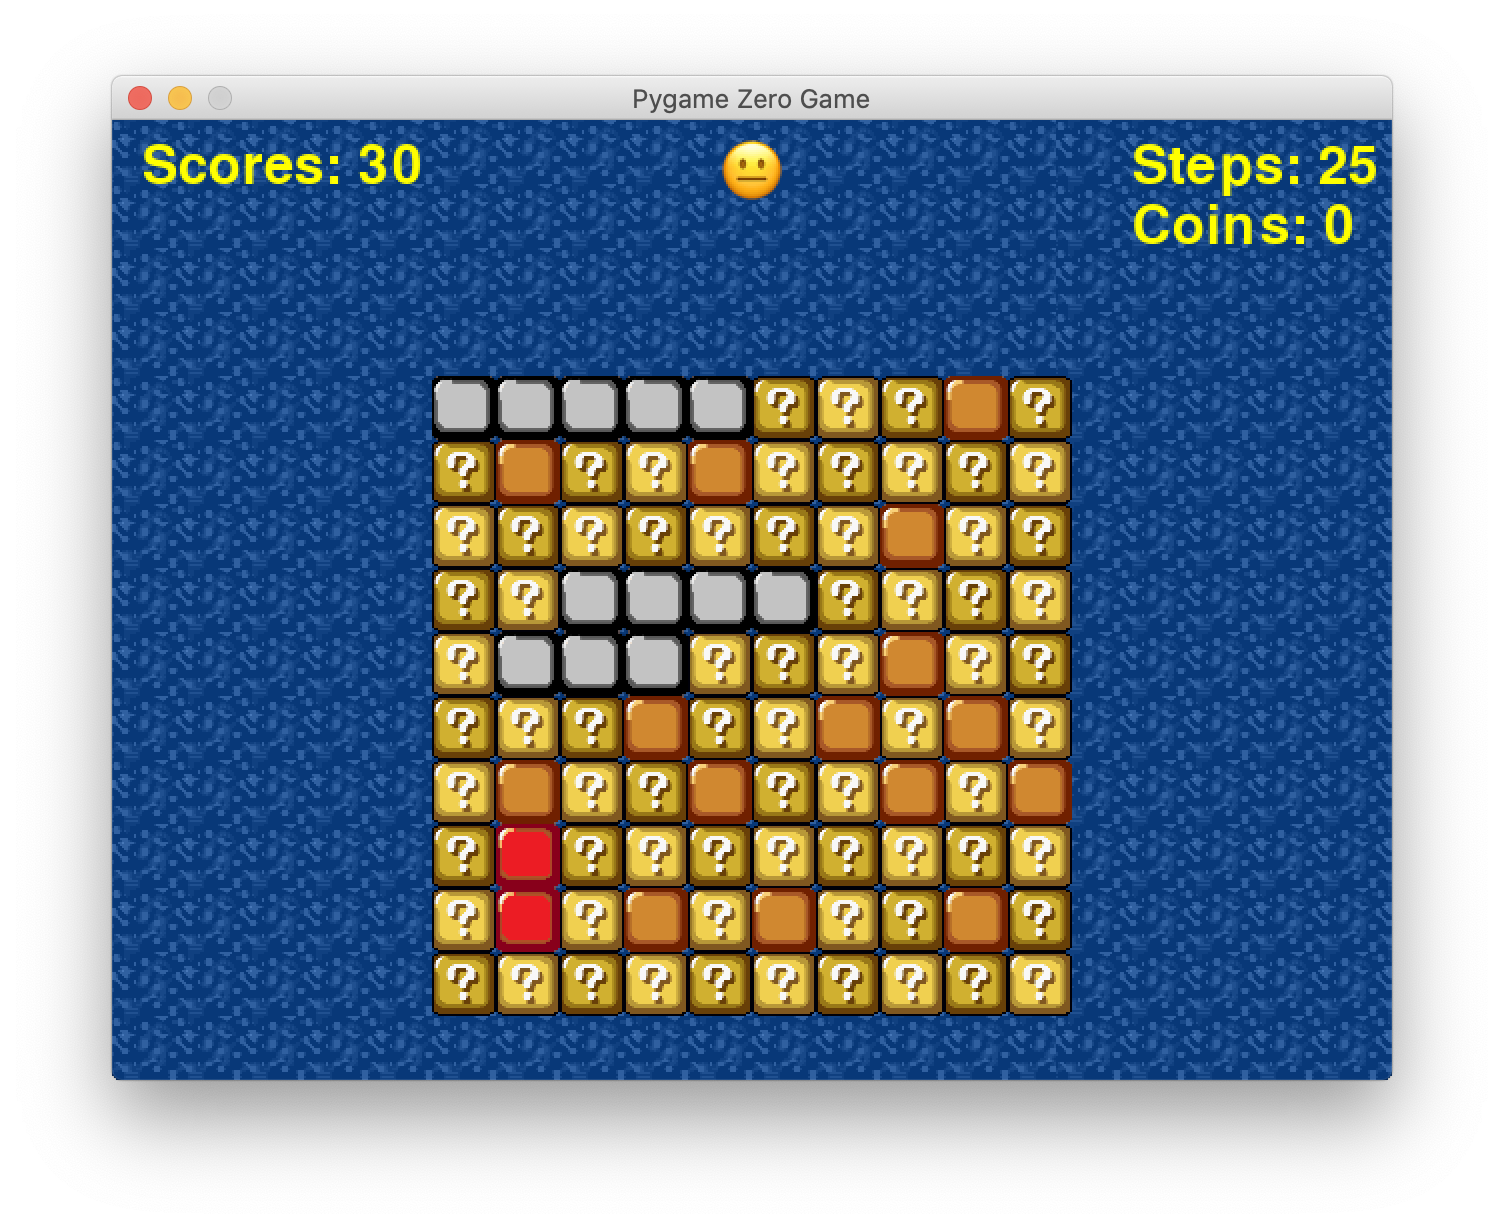 Pygame Zero Game
Scores: 30
Steps: 25
Coins: 0
? ? ? ?
? ? ? ? ? ? ? ?
? ? ? ? ? ? ? ? ?
? ? ? ? ? ?
? ? ? ? ? ?
? ? ? ? ? ? ?
? ? ? ? ? ?
? ? ? ? ? ? ? ? ?
? ? ? ? ? ?
? ? ? ? ? ? ? ? ? ?